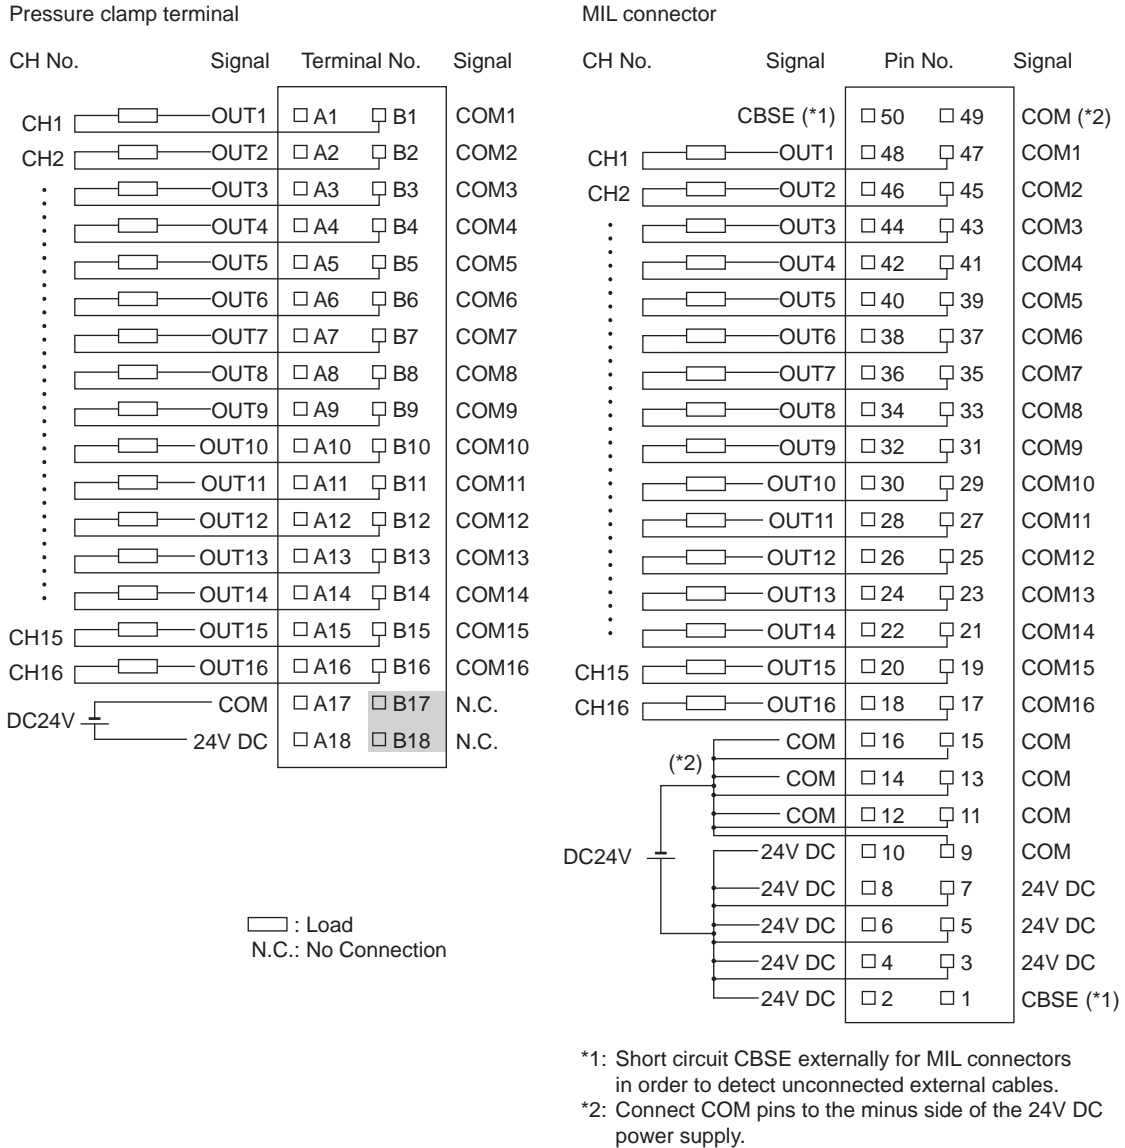 Pressure clamp terminal
CH No. Signal Terminal No. Signal
CH1 OUT1 A1 B1 COM1
CH2 OUT2 A2 B2 COM2
OUT3 A3 B3 COM3
OUT4 A4 B4 COM4
OUT5 A5 B5 COM5
OUT6 A6 B6 COM6
OUT7 A7 B7 COM7
OUT8 A8 B8 COM8
OUT9 A9 B9 COM9
OUT10 A10 B10 COM10
OUT11 A11 B11 COM11
OUT12 A12 B12 COM12
OUT13 A13 B13 COM13
OUT14 A14 B14 COM14
CH15 OUT15 A15 B15 COM15
CH16 OUT16 A16 B16 COM16
COM A17 B17 N.C.
DC24V
24V DC A18 B18 N.C.
: Load
N.C.: No Connection
MIL connector
CH No. Signal Pin No. Signal
CBSE (*1) 50 49 COM (*2)
CH1 OUT1 48 47 COM1
CH2 OUT2 46 45 COM2
OUT3 44 43 COM3
OUT4 42 41 COM4
OUT5 40 39 COM5
OUT6 38 37 COM6
OUT7 36 35 COM7
OUT8 34 33 COM8
OUT9 32 31 COM9
OUT10 30 29 COM10
OUT11 28 27 COM11
OUT12 26 25 COM12
OUT13 24 23 COM13
OUT14 22 21 COM14
CH15 OUT15 20 19 COM15
CH16 OUT16 18 17 COM16
COM 16 15 COM
(*2)
COM 14 13 COM
COM 12 11 COM
DC24V 24V DC 10 9 COM
24V DC 8 7 24V DC
24V DC 6 5 24V DC
24V DC 4 3 24V DC
24V DC 2 1 CBSE (*1)
*1: Short circuit CBSE externally for MIL connectors
in order to detect unconnected external cables.
*2: Connect COM pins to the minus side of the 24V DC
power supply.